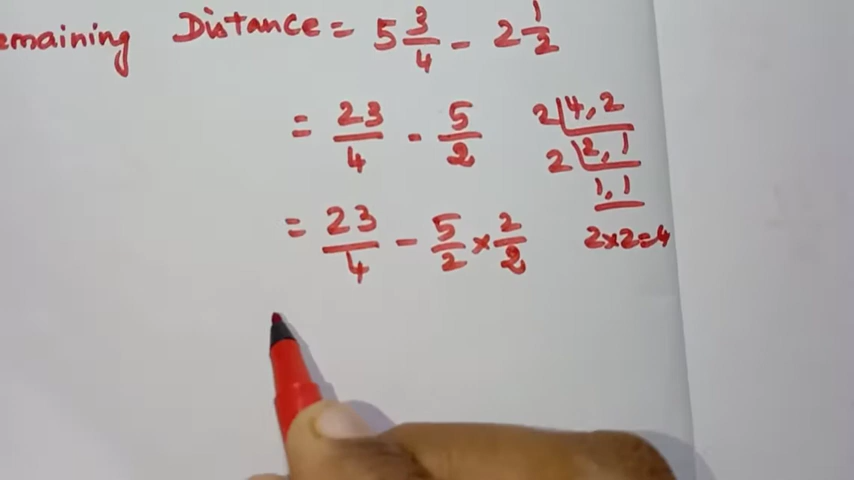 emaining Distance = 5 3/4 - 2 1/2
= 23/4 - 5/2
2 | 4, 2
2 | 2, 1
1, 1
= 23/4 - 5/2 × 2/2
2×2=4